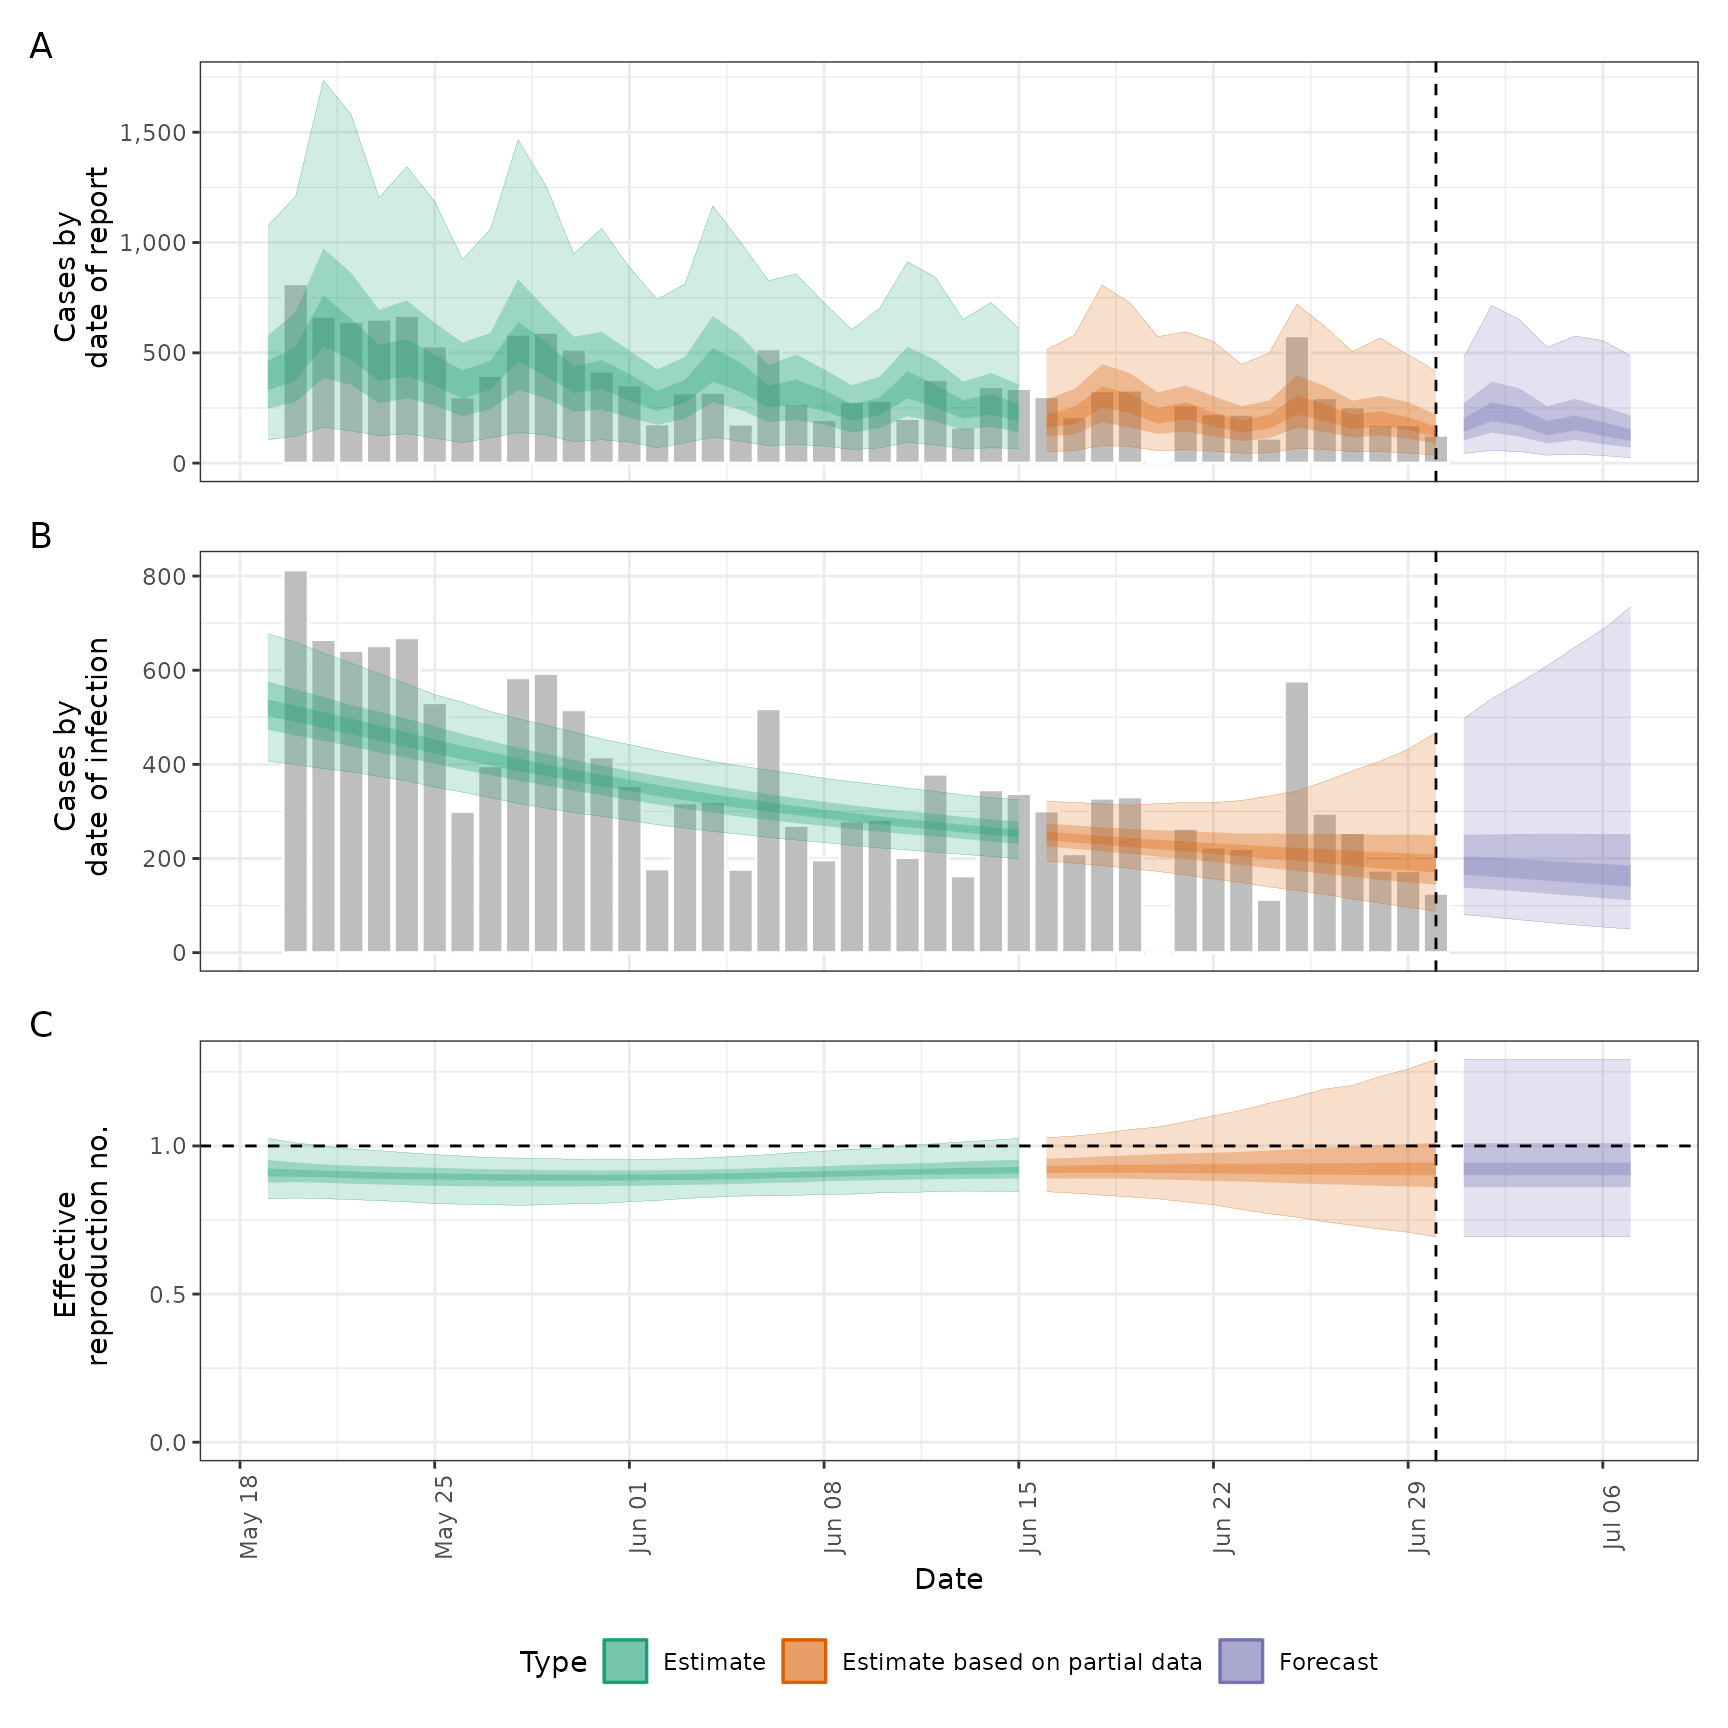 A
Cases by
date of report
1,500
1,000
500
0
B
Cases by
date of infection
800
600
400
200
0
C
Effective
reproduction no.
1.0
0.5
0.0
May 18
May 25
Jun 01
Jun 08
Jun 15
Jun 22
Jun 29
Jul 06
Date
Type
Estimate
Estimate based on partial data
Forecast